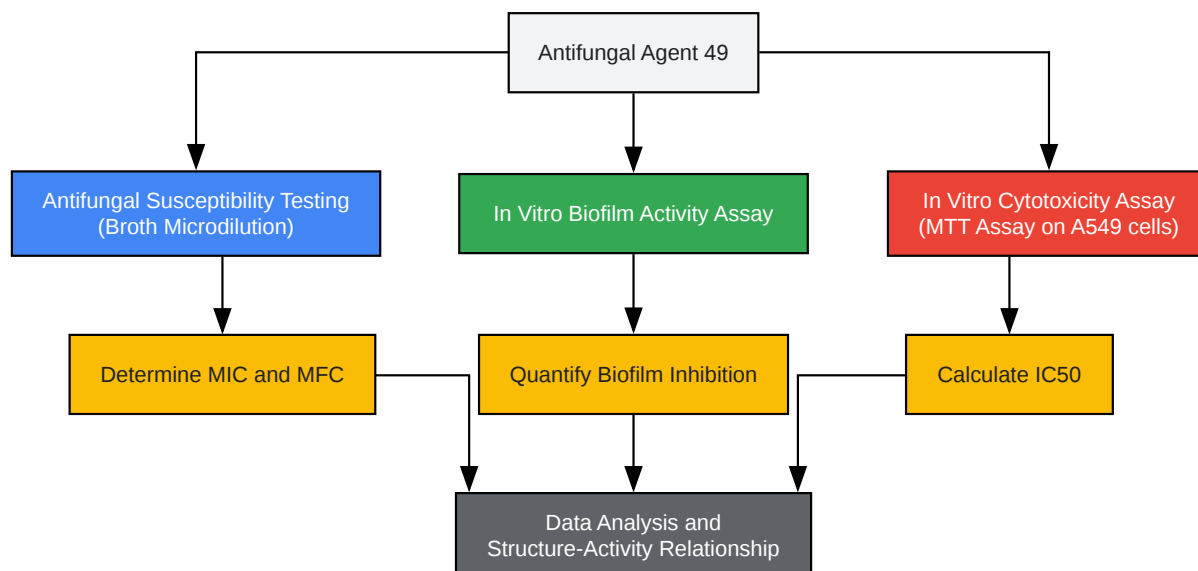 Antifungal Agent 49
Antifungal Susceptibility Testing
(Broth Microdilution)
In Vitro Biofilm Activity Assay
In Vitro Cytotoxicity Assay
(MTT Assay on A549 cells)
Determine MIC and MFC
Quantify Biofilm Inhibition
Calculate IC50
Data Analysis and
Structure-Activity Relationship